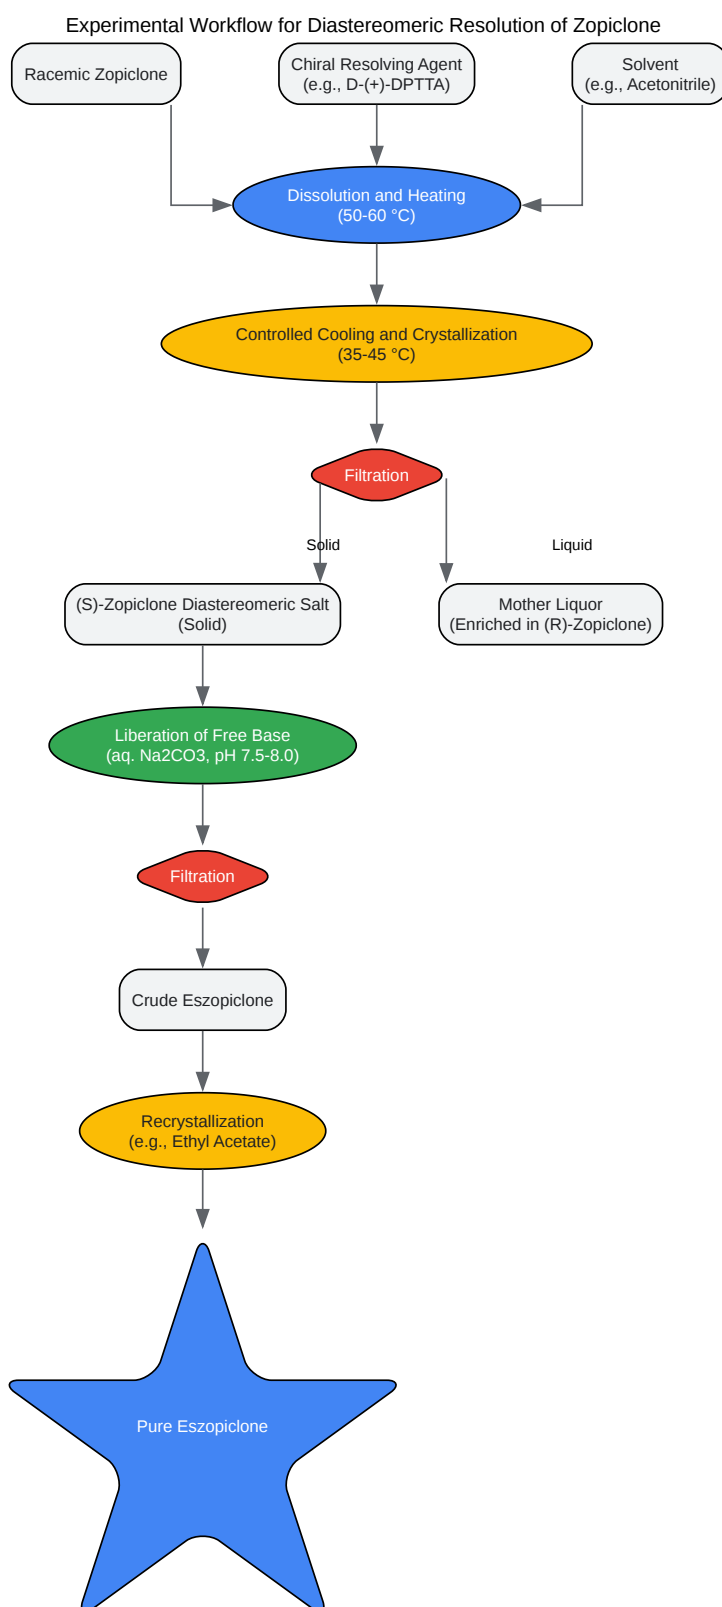 Experimental Workflow for Diastereomeric Resolution of Zopiclone
Racemic Zopiclone
Chiral Resolving Agent
(e.g., D-(+)-DPTTA)
Solvent
(e.g., Acetonitrile)
Dissolution and Heating
(50-60 °C)
Controlled Cooling and Crystallization
(35-45 °C)
Filtration
Solid
Liquid
(S)-Zopiclone Diastereomeric Salt
(Solid)
Mother Liquor
(Enriched in (R)-Zopiclone)
Liberation of Free Base
(aq. Na2CO3, pH 7.5-8.0)
Filtration
Crude Eszopiclone
Recrystallization
(e.g., Ethyl Acetate)
Pure Eszopiclone